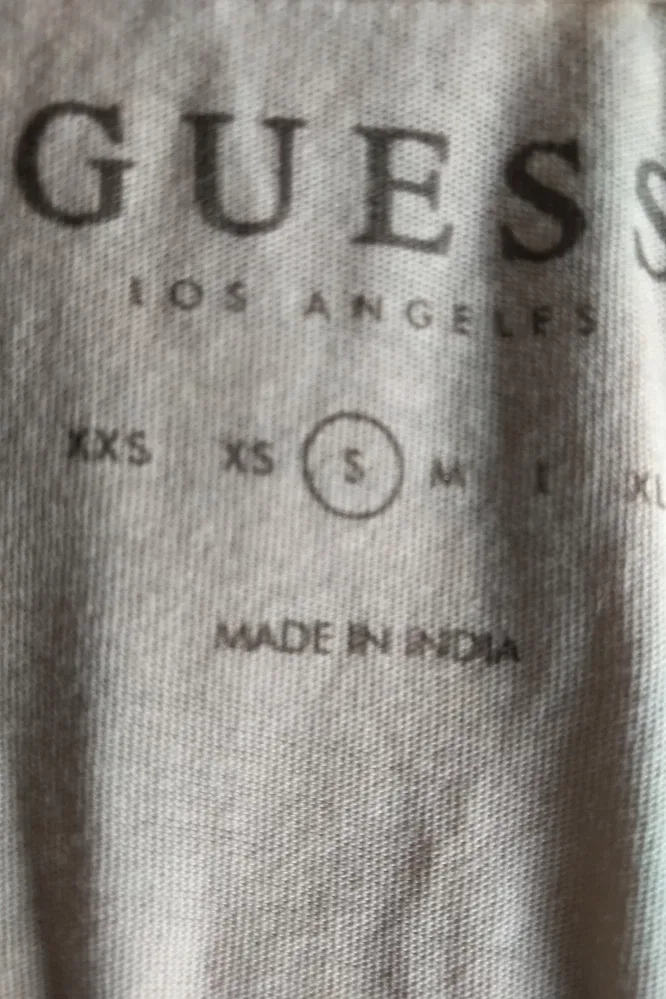 GUESS
LOS ANGELES
XXS XS S M L XL
MADE IN INDIA